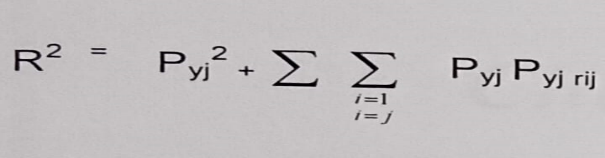 R² = Pyj² + Σ Σ Pyj Pyj rij
i=1
i=j